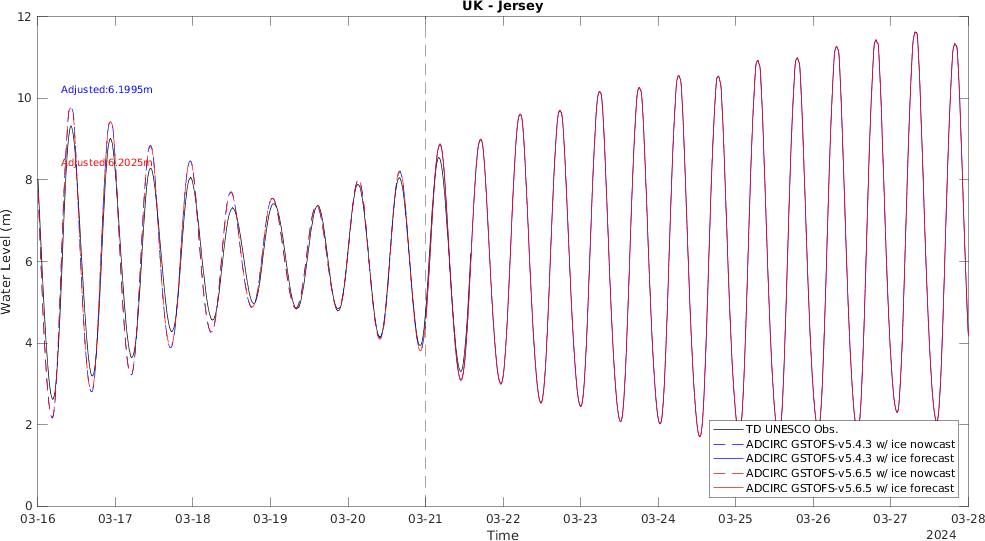 UK - Jersey
12
10
8
6
4
2
0
Water Level (m)
Adjusted:6.1995m
Adjusted:6.2025m
TD UNESCO Obs.
ADCIRC GSTOFS-v5.4.3 w/ ice nowcast
ADCIRC GSTOFS-v5.4.3 w/ ice forecast
ADCIRC GSTOFS-v5.6.5 w/ ice nowcast
ADCIRC GSTOFS-v5.6.5 w/ ice forecast
03-16 03-17 03-18 03-19 03-20 03-21 03-22 03-23 03-24 03-25 03-26 03-27 03-28
Time
2024